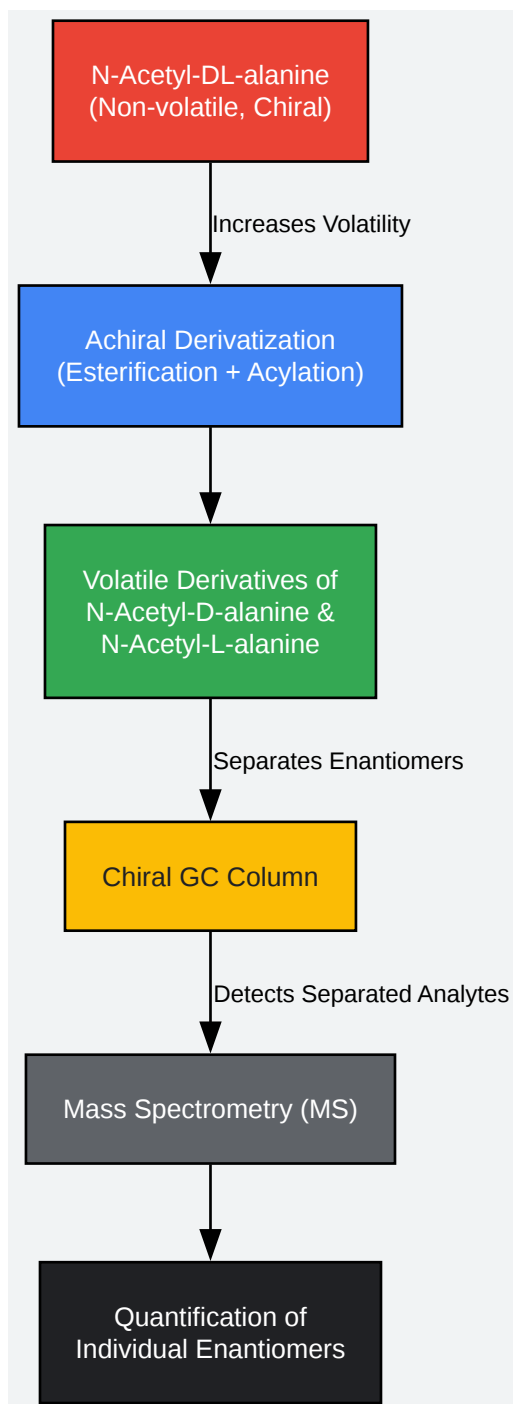 N-Acetyl-DL-alanine
(Non-volatile, Chiral)
Increases Volatility
Achiral Derivatization
(Esterification + Acylation)
Volatile Derivatives of
N-Acetyl-D-alanine &
N-Acetyl-L-alanine
Separates Enantiomers
Chiral GC Column
Detects Separated Analytes
Mass Spectrometry (MS)
Quantification of
Individual Enantiomers